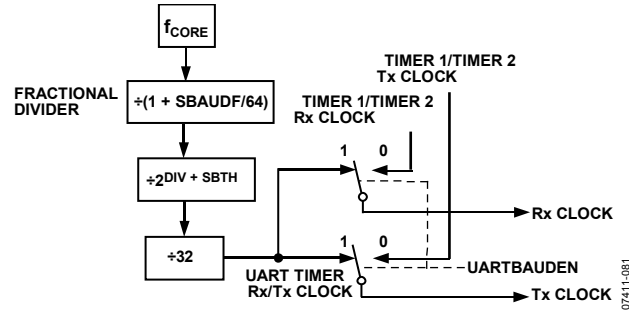 fCORE
FRACTIONAL
DIVIDER
÷(1 + SBAUDF/64)
÷2DIV + SBTH
÷32
TIMER 1/TIMER 2
Tx CLOCK
TIMER 1/TIMER 2
Rx CLOCK
1 0
Rx CLOCK
1 0
UART TIMER
Rx/Tx CLOCK
UARTBAUDEN
Tx CLOCK
07411-081